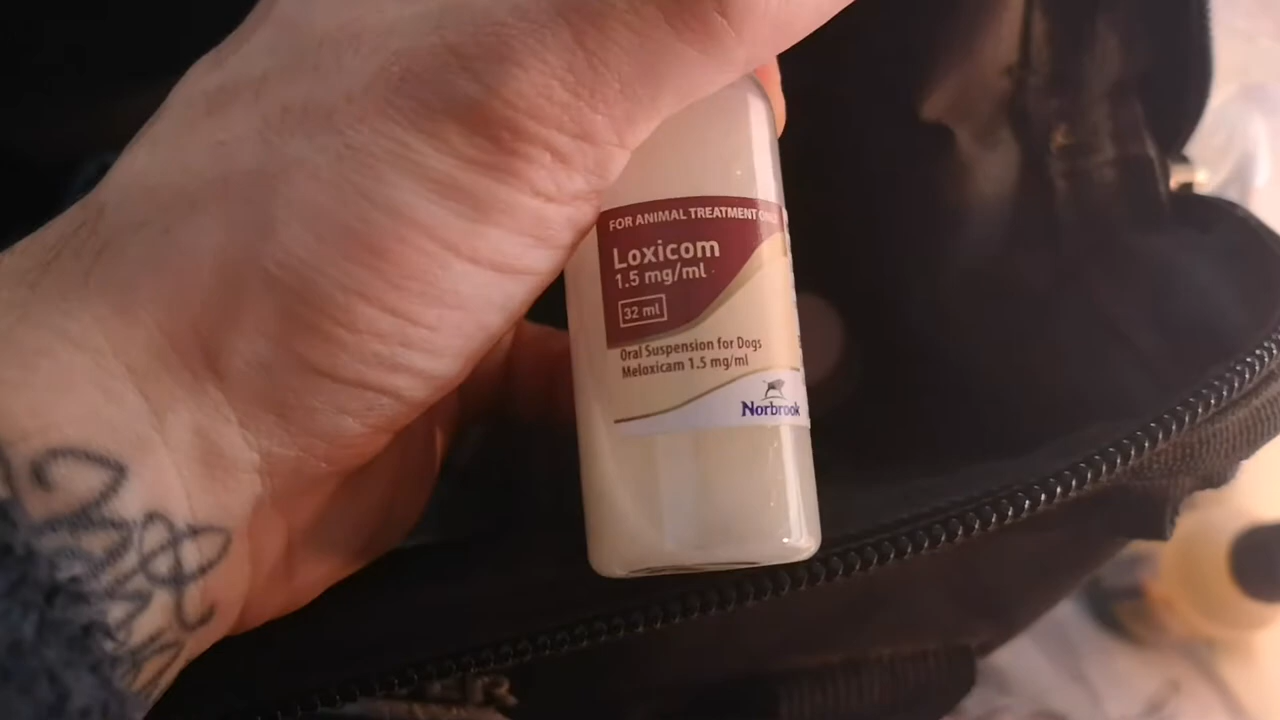 FOR ANIMAL TREATMENT ONLY
Loxicom
1.5 mg/ml
32 ml
Oral Suspension for Dogs
Meloxicam 1.5 mg/ml
Norbrook